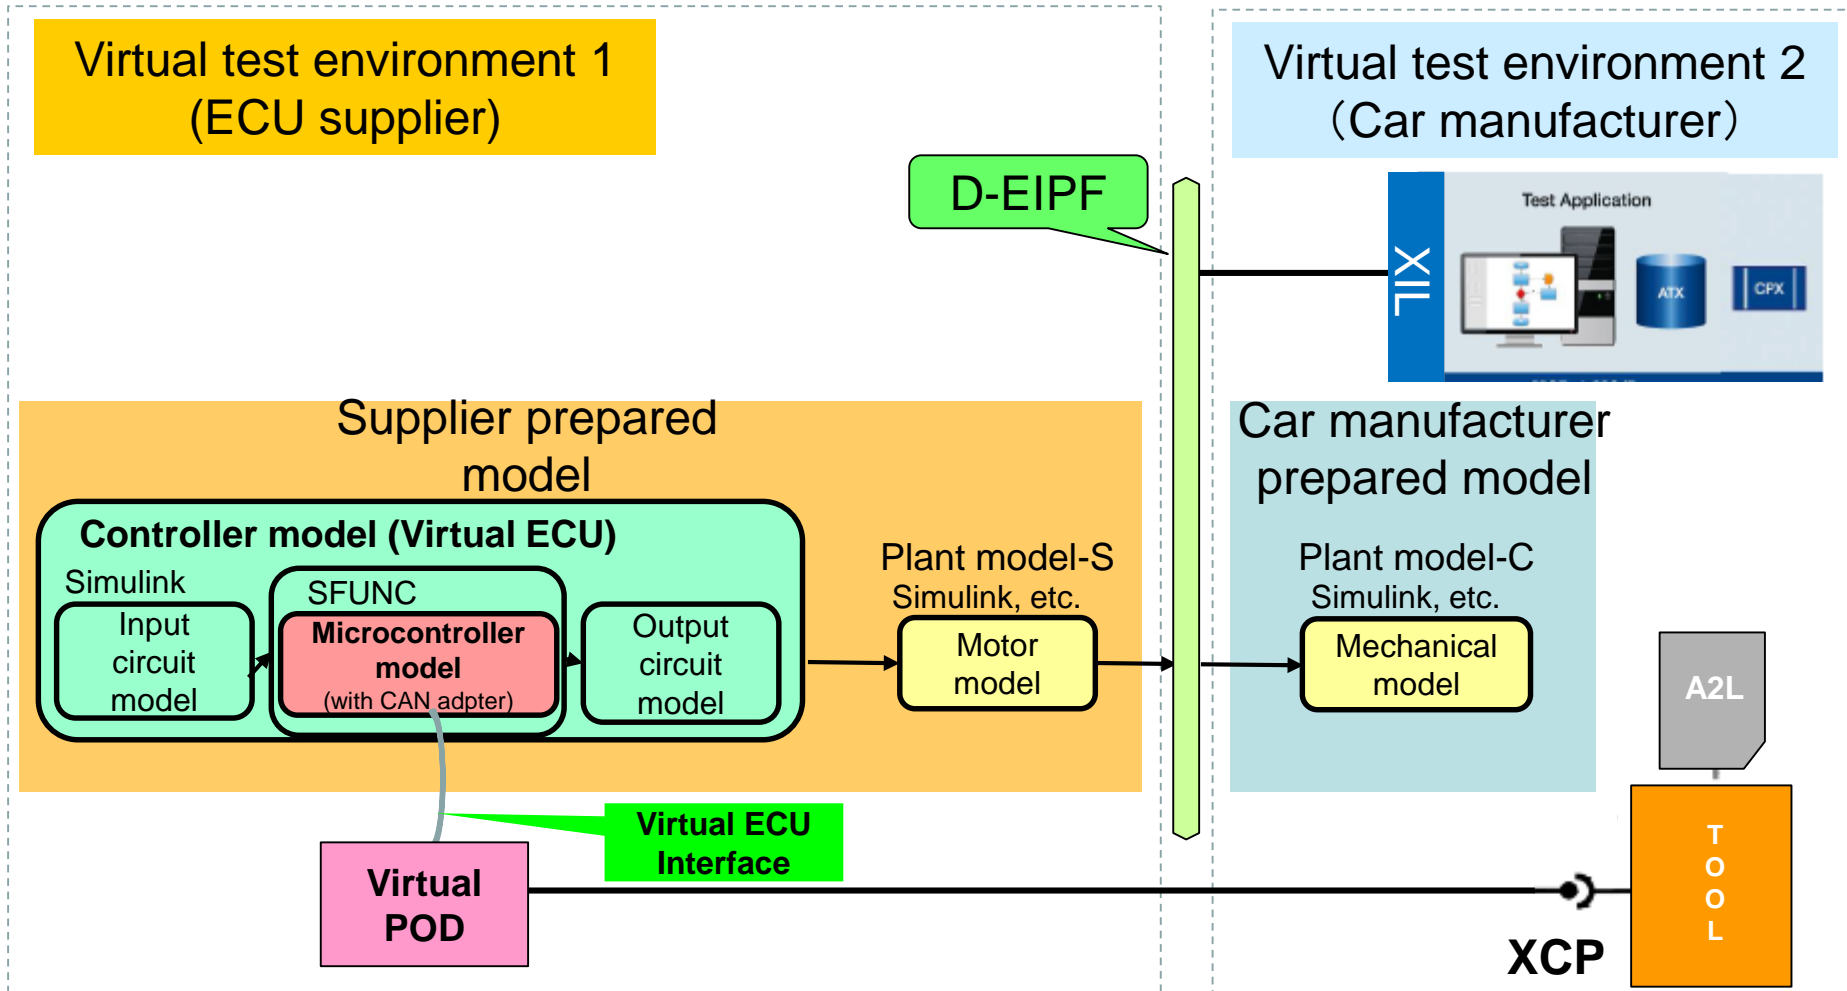 Virtual test environment 1
(ECU supplier)
Virtual test environment 2
（Car manufacturer）
D-EIPF
XIL
Test Application
ATX
CPX
Supplier prepared
model
Car manufacturer
prepared model
Controller model (Virtual ECU)
Simulink
Input
circuit
model
SFUNC
Microcontroller
model
(with CAN adpter)
Output
circuit
model
Plant model-S
Simulink, etc.
Motor
model
Plant model-C
Simulink, etc.
Mechanical
model
A2L
Virtual ECU
Interface
Virtual
POD
T
O
O
L
XCP